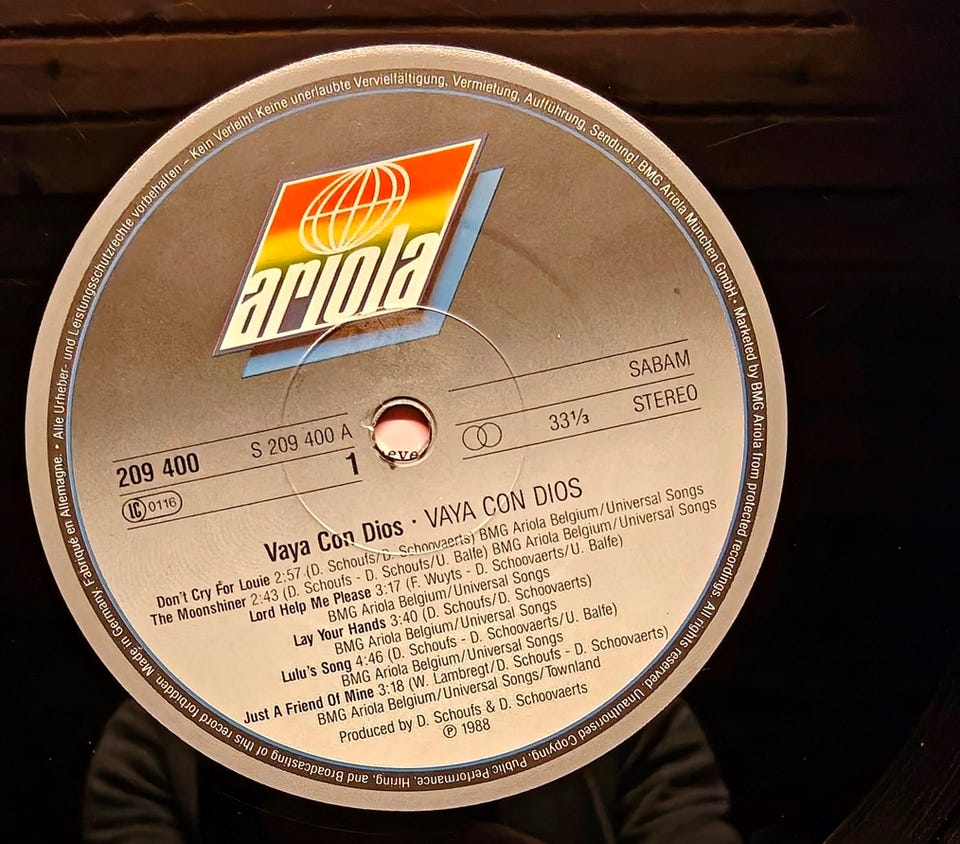 Alle Urheber- und Leistungsschutzrechte vorbehalten – Kein Verleih! Keine unerlaubte Vervielfältigung, Vermietung, Aufführung, Sendung! BMG Ariola München GmbH. • Marketed by BMG Ariola from protected recordings. All rights reserved. Unauthorised Copying, Public Performance, Hiring, and Broadcasting of this record forbidden. Made in Germany. Fabriqué en Allemagne. •
ariola
SABAM
209 400 S 209 400 A 33⅓ STEREO
LC 0116 1
eve
Vaya Con Dios · VAYA CON DIOS
Don't Cry For Louie 2:57 (D. Schoufs/D. Schoovaerts) BMG Ariola Belgium/Universal Songs
The Moonshiner 2:43 (D. Schoufs - D. Schoofs/U. Balfe) BMG Ariola Belgium/Universal Songs
Lord Help Me Please 3:17 (F. Wuyts - D. Schoovaerts/U. Balfe)
BMG Ariola Belgium/Universal Songs
Lay Your Hands 3:40 (D. Schoufs/D. Schoovaerts)
BMG Ariola Belgium/Universal Songs
Lulu's Song 4:46 (D. Schoufs - D. Schoovaerts/U. Balfe)
BMG Ariola Belgium/Universal Songs
Just A Friend Of Mine 3:18 (W. Lambregt/D. Schoufs - D. Schoovaerts)
BMG Ariola Belgium/Universal Songs/Townland
Produced by D. Schoufs & D. Schoovaerts
℗ 1988